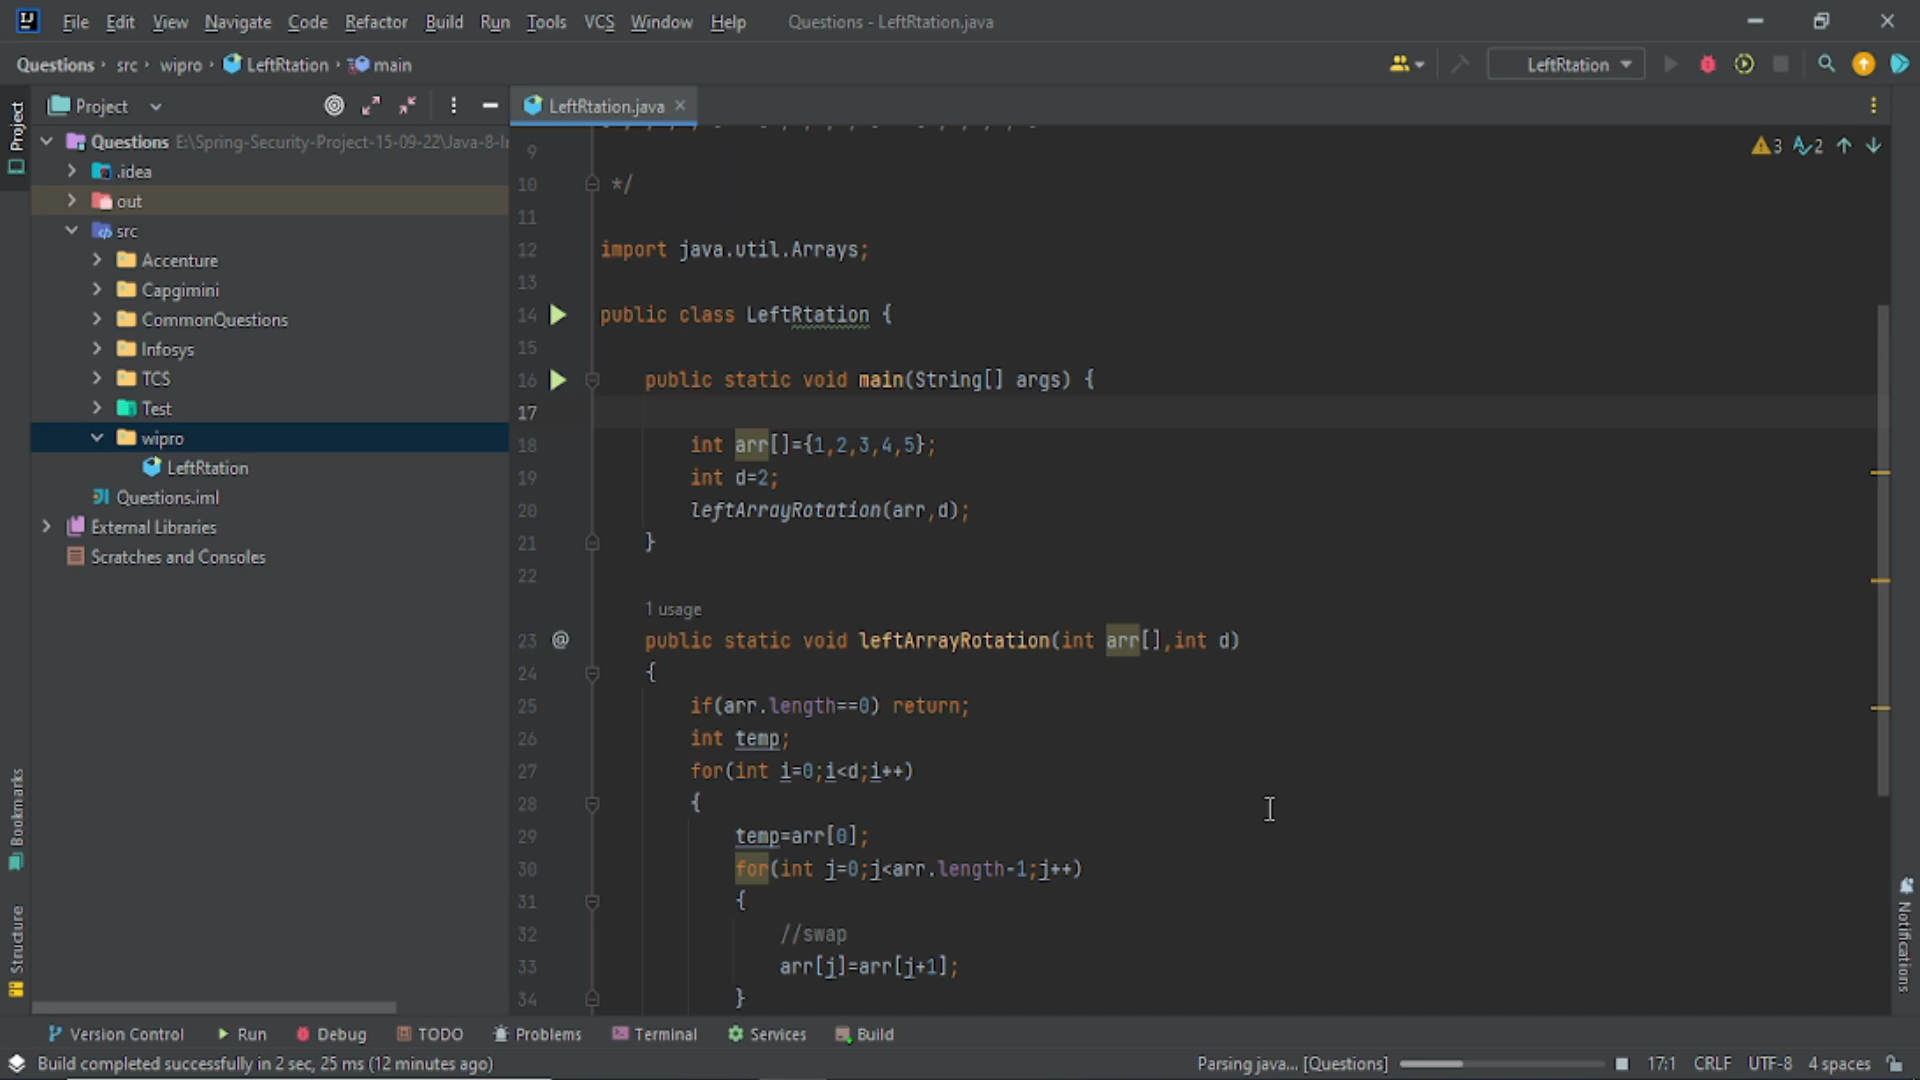 File Edit View Navigate Code Refactor Build Run Tools VCS Window Help Questions - LeftRtation.java
Questions › src › wipro › LeftRtation › main LeftRtation
Project
Project
LeftRtation.java
Questions E:\Spring-Security-Project-15-09-22\Java-8-I
.idea
out
src
Accenture
Capgimini
CommonQuestions
Infosys
TCS
Test
wipro
LeftRtation
Questions.iml
External Libraries
Scratches and Consoles
3 2
9
10 */
11
12 import java.util.Arrays;
13
14 public class LeftRtation {
15
16 public static void main(String[] args) {
17
18 int arr[]={1,2,3,4,5};
19 int d=2;
20 leftArrayRotation(arr,d);
21 }
22
1 usage
23 @ public static void leftArrayRotation(int arr[],int d)
24 {
25 if(arr.length==0) return;
26 int temp;
27 for(int i=0;i<d;i++)
28 {
29 temp=arr[0];
30 for(int j=0;j<arr.length-1;j++)
31 {
32 //swap
33 arr[j]=arr[j+1];
34 }
Bookmarks
Structure
Notifications
Version Control Run Debug TODO Problems Terminal Services Build
Build completed successfully in 2 sec, 25 ms (12 minutes ago) Parsing java... [Questions] 17:1 CRLF UTF-8 4 spaces